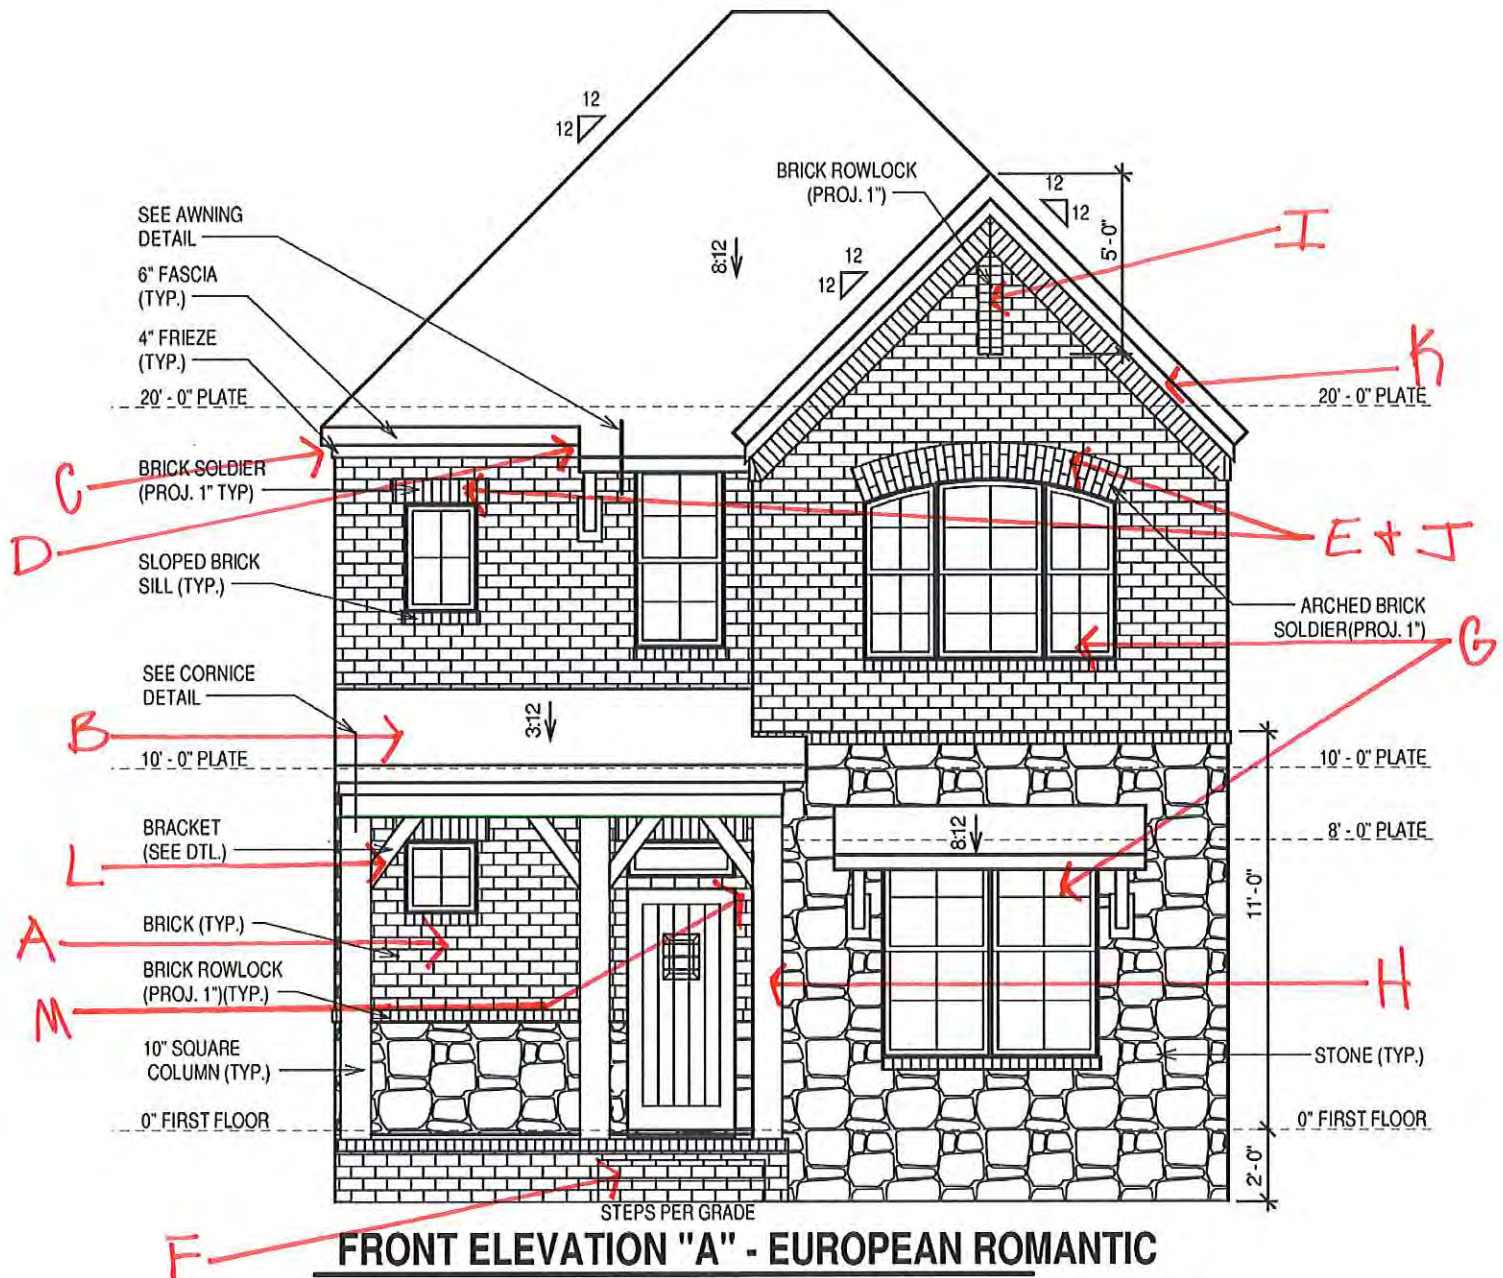 12
12
BRICK ROWLOCK
(PROJ. 1")
12
12
SEE AWNING
DETAIL
I
8:12
5'-0"
6" FASCIA
(TYP.)
12
12
4" FRIEZE
(TYP.)
K
20' - 0" PLATE
20' - 0" PLATE
C
BRICK SOLDIER
(PROJ. 1" TYP)
D
E + J
SLOPED BRICK
SILL (TYP.)
ARCHED BRICK
SOLDIER(PROJ. 1")
G
SEE CORNICE
DETAIL
B
3:12
10' - 0" PLATE
10' - 0" PLATE
BRACKET
(SEE DTL.)
8:12
8' - 0" PLATE
L
11'-0"
BRICK (TYP.)
A
BRICK ROWLOCK
(PROJ. 1")(TYP.)
H
M
10" SQUARE
COLUMN (TYP.)
STONE (TYP.)
0" FIRST FLOOR
0" FIRST FLOOR
2'-0"
STEPS PER GRADE
F
FRONT ELEVATION "A" - EUROPEAN ROMANTIC